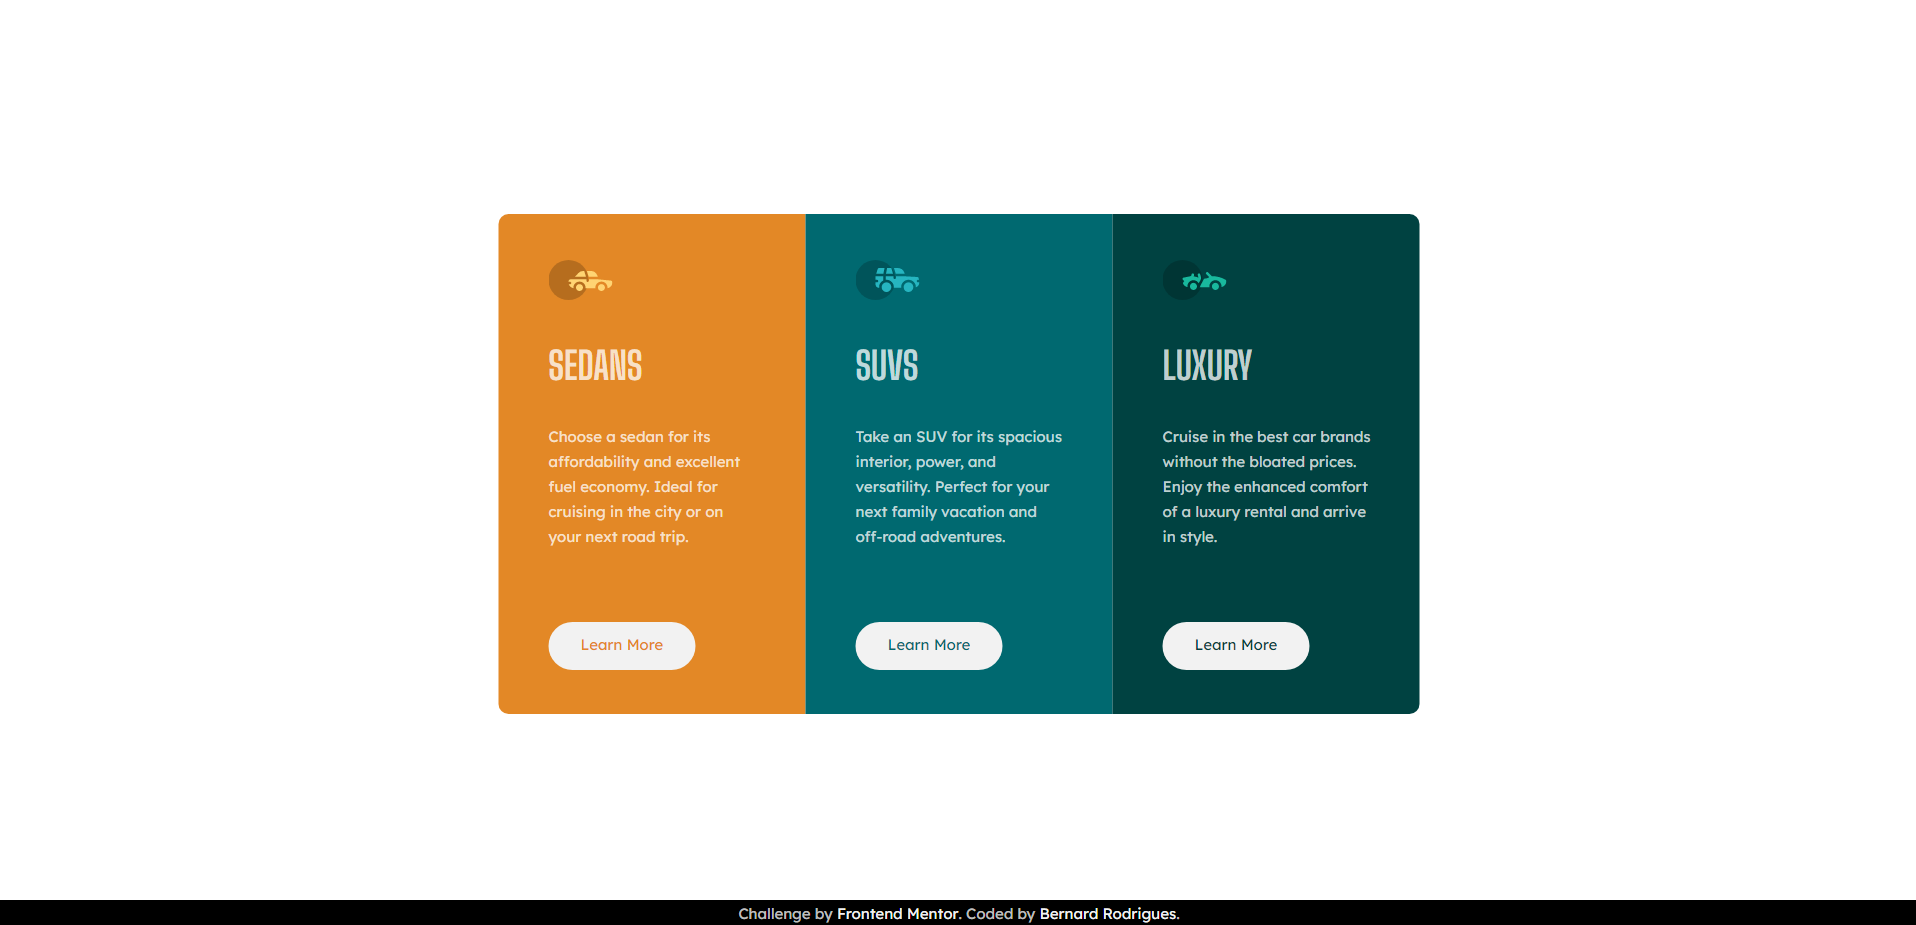 SEDANS
Choose a sedan for its
affordability and excellent
fuel economy. Ideal for
cruising in the city or on
your next road trip.
Learn More
SUVS
Take an SUV for its spacious
interior, power, and
versatility. Perfect for your
next family vacation and
off-road adventures.
Learn More
LUXURY
Cruise in the best car brands
without the bloated prices.
Enjoy the enhanced comfort
of a luxury rental and arrive
in style.
Learn More
Challenge by Frontend Mentor. Coded by Bernard Rodrigues.